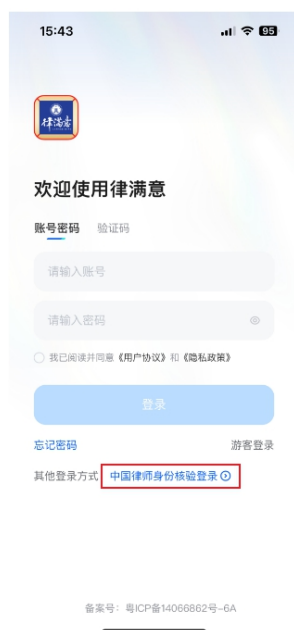 15:43
95
律满意
欢迎使用律满意
账号密码 验证码
请输入账号
请输入密码
我已阅读并同意《用户协议》和《隐私政策》
登录
忘记密码 游客登录
其他登录方式 中国律师身份核验登录
备案号：粤ICP备14066862号-6A